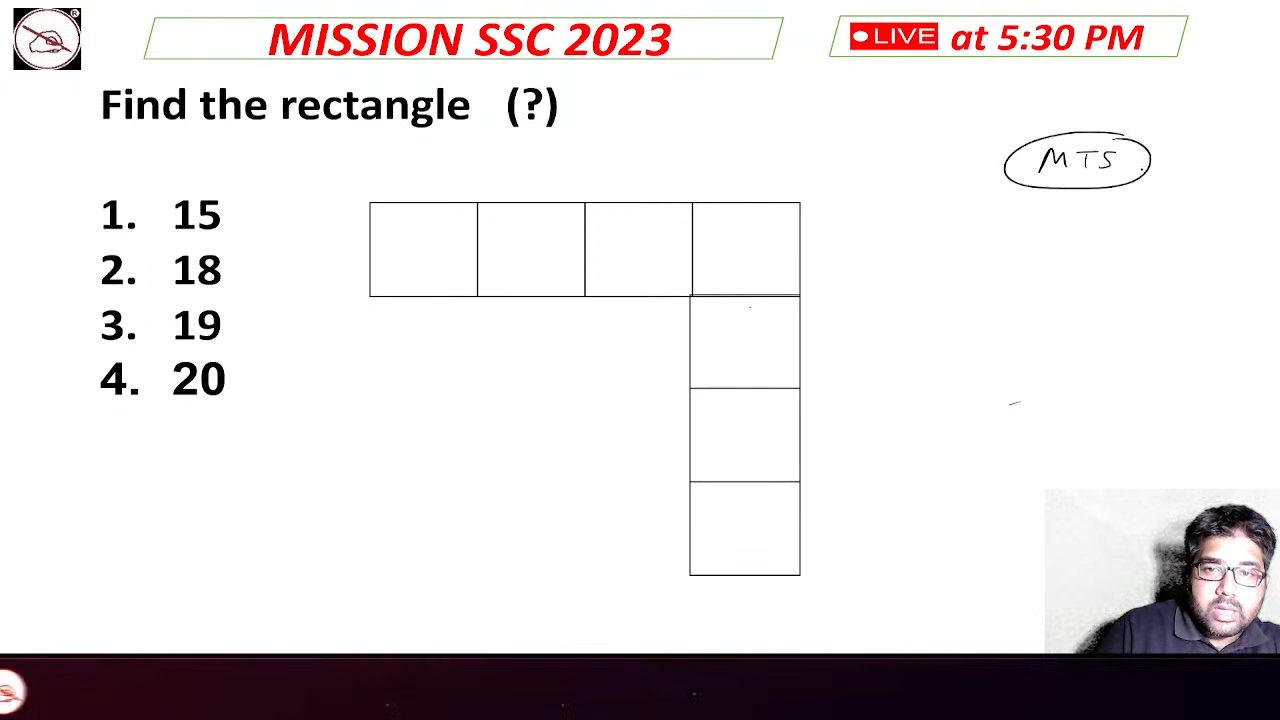 MISSION SSC 2023
LIVE at 5:30 PM
Find the rectangle (?)
MTS
1. 15
2. 18
3. 19
4. 20